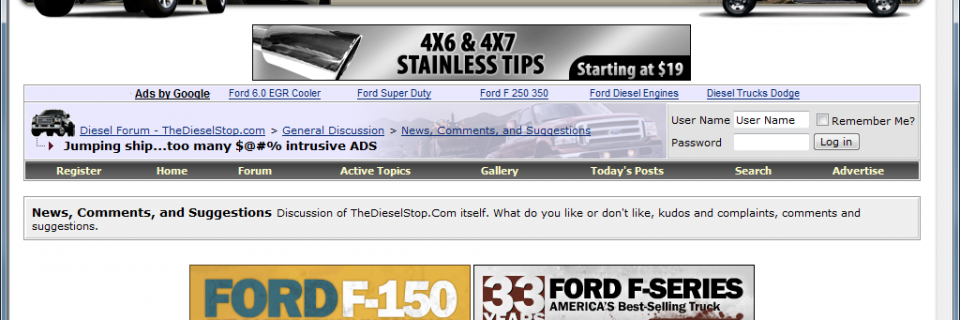 4X6 & 4X7
STAINLESS TIPS
Starting at $19
Ads by Google Ford 6.0 EGR Cooler Ford Super Duty Ford F 250 350 Ford Diesel Engines Diesel Trucks Dodge
Diesel Forum - TheDieselStop.com > General Discussion > News, Comments, and Suggestions
Jumping ship...too many $@#% intrusive ADS
User Name User Name Remember Me?
Password Log in
Register Home Forum Active Topics Gallery Today's Posts Search Advertise
News, Comments, and Suggestions Discussion of TheDieselStop.Com itself. What do you like or don't like, kudos and complaints, comments and
suggestions.
FORD F-150
33 YEARS
FORD F-SERIES
AMERICA'S Best-Selling Truck